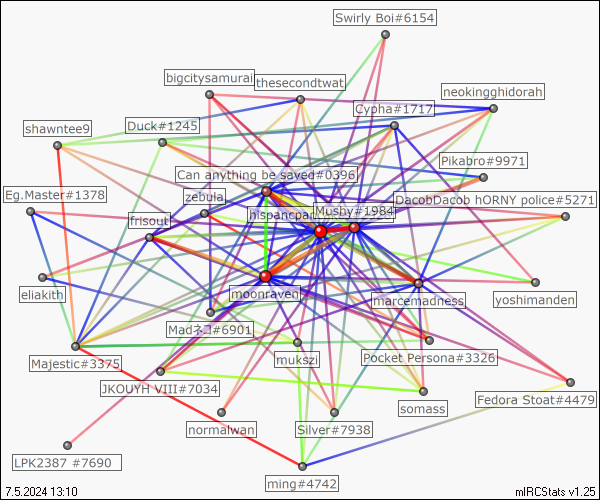 Swirly Boi#6154
bigcitysamurai
thesecondtwat
neokingghidorah
Cypha#1717
shawntee9
Duck#1245
Pikabro#9971
Can anything be saved#0396
Eg.Master#1378
zebula
DacobDacob hORNY police#5271
frisout
hispancpa
Musby#1984
eliakith
moonraven
marcemadness
yoshimanden
Madネコ#6901
Majestic#3375
mukszi
Pocket Persona#3326
JKOUYH VIII#7034
somass
Fedora Stoat#4479
normalwan
Silver#7938
LPK2387 #7690
ming#4742
7.5.2024 13:10
mIRCStats v1.25